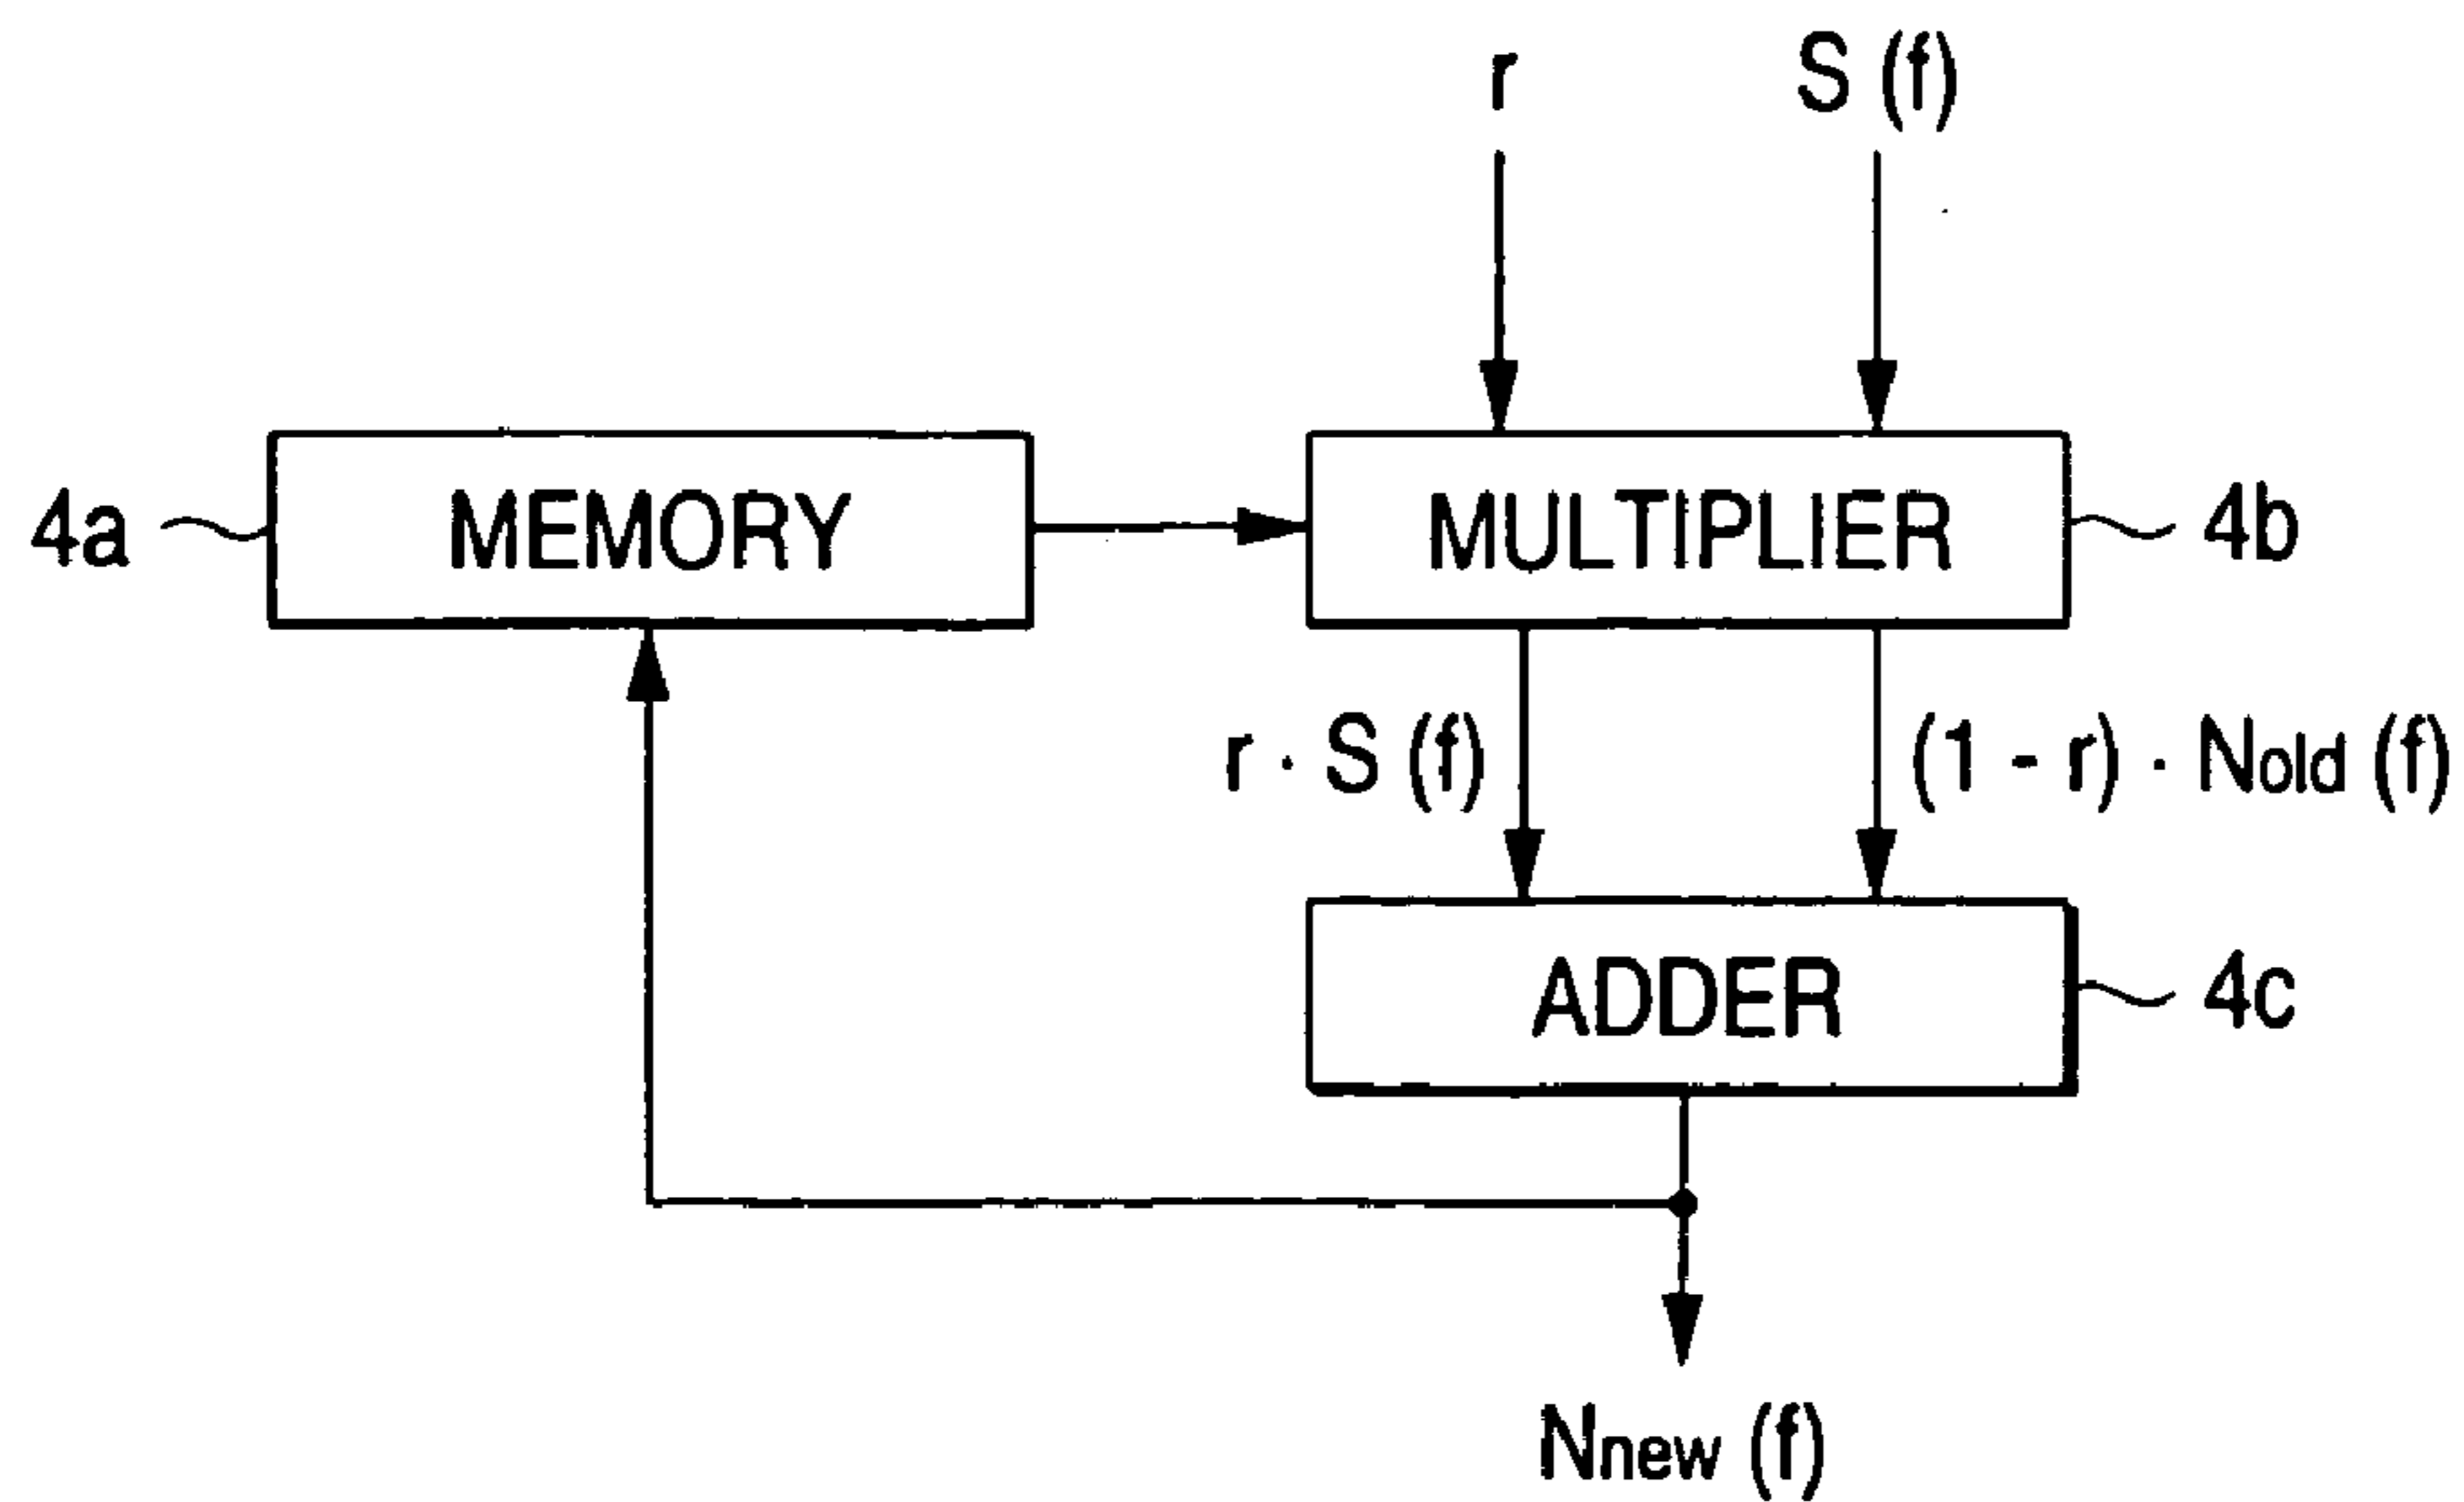 r
S (f)
4a
MEMORY
MULTIPLIER
4b
r · S (f)
(1 - r) · Nold (f)
ADDER
4c
Nnew (f)